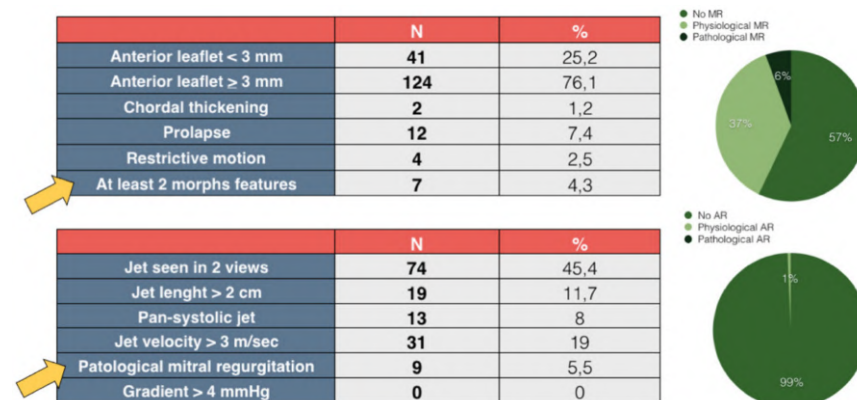 N %
Anterior leaflet < 3 mm 41 25,2
Anterior leaflet ≥ 3 mm 124 76,1
Chordal thickening 2 1,2
Prolapse 12 7,4
Restrictive motion 4 2,5
At least 2 morphs features 7 4,3
No MR
Physiological MR
Pathological MR
6%
37%
57%
N %
Jet seen in 2 views 74 45,4
Jet lenght > 2 cm 19 11,7
Pan-systolic jet 13 8
Jet velocity > 3 m/sec 31 19
Patological mitral regurgitation 9 5,5
Gradient > 4 mmHg 0 0
No AR
Physiological AR
Pathological AR
1%
99%